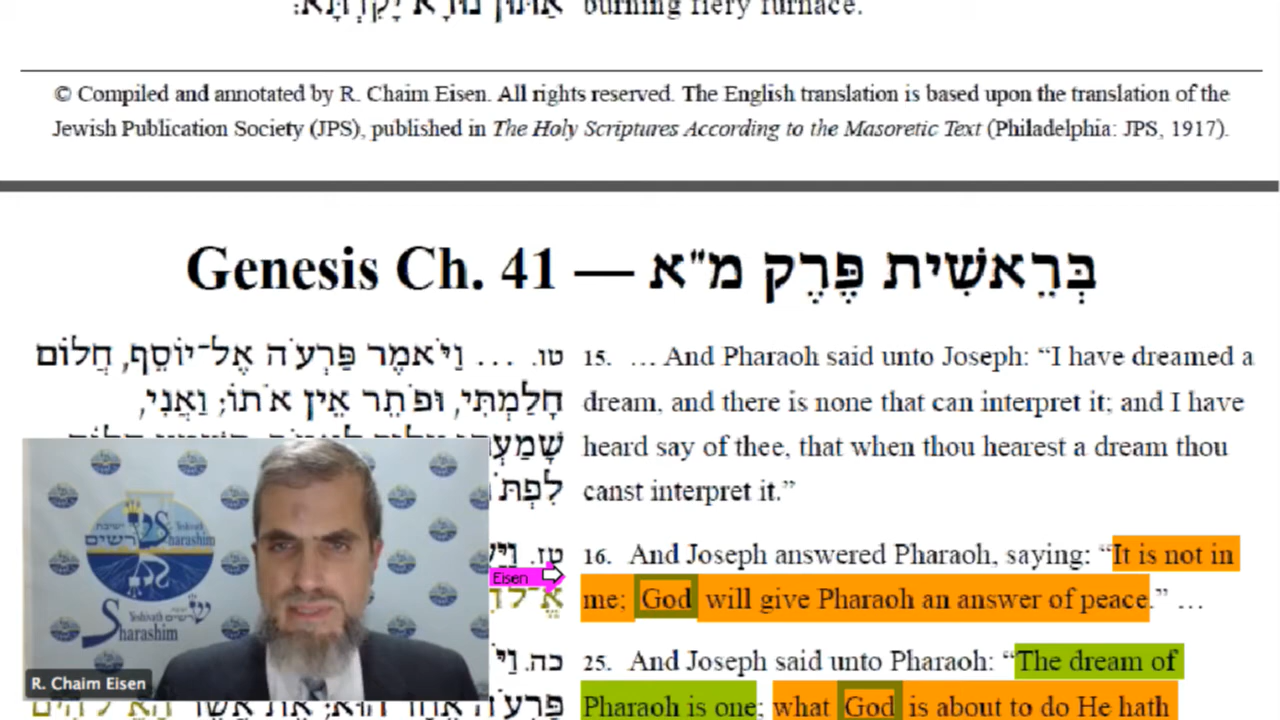 אַתּוּן נוּרָא יָקִדְתָּא׃
burning fiery furnace.
© Compiled and annotated by R. Chaim Eisen. All rights reserved. The English translation is based upon the translation of the
Jewish Publication Society (JPS), published in The Holy Scriptures According to the Masoretic Text (Philadelphia: JPS, 1917).
Genesis Ch. 41 — בְּרֵאשִׁית פֶּרֶק מ"א
טו. … וַיֹּאמֶר פַּרְעֹה אֶל־יוֹסֵף, חֲלוֹם
חָלַמְתִּי, וּפֹתֵר אֵין אֹתוֹ; וַאֲנִי,
15. … And Pharaoh said unto Joseph: “I have dreamed a
dream, and there is none that can interpret it; and I have
heard say of thee, that when thou hearest a dream thou
canst interpret it.”
טז.
16. And Joseph answered Pharaoh, saying: “It is not in
me; God will give Pharaoh an answer of peace.” …
כה.
25. And Joseph said unto Pharaoh: “The dream of
Pharaoh is one; what God is about to do He hath
Eisen
ישיבת שרשים
Yeshivath Sharashim
Yeshivath שרשים
Sharashim
R. Chaim Eisen